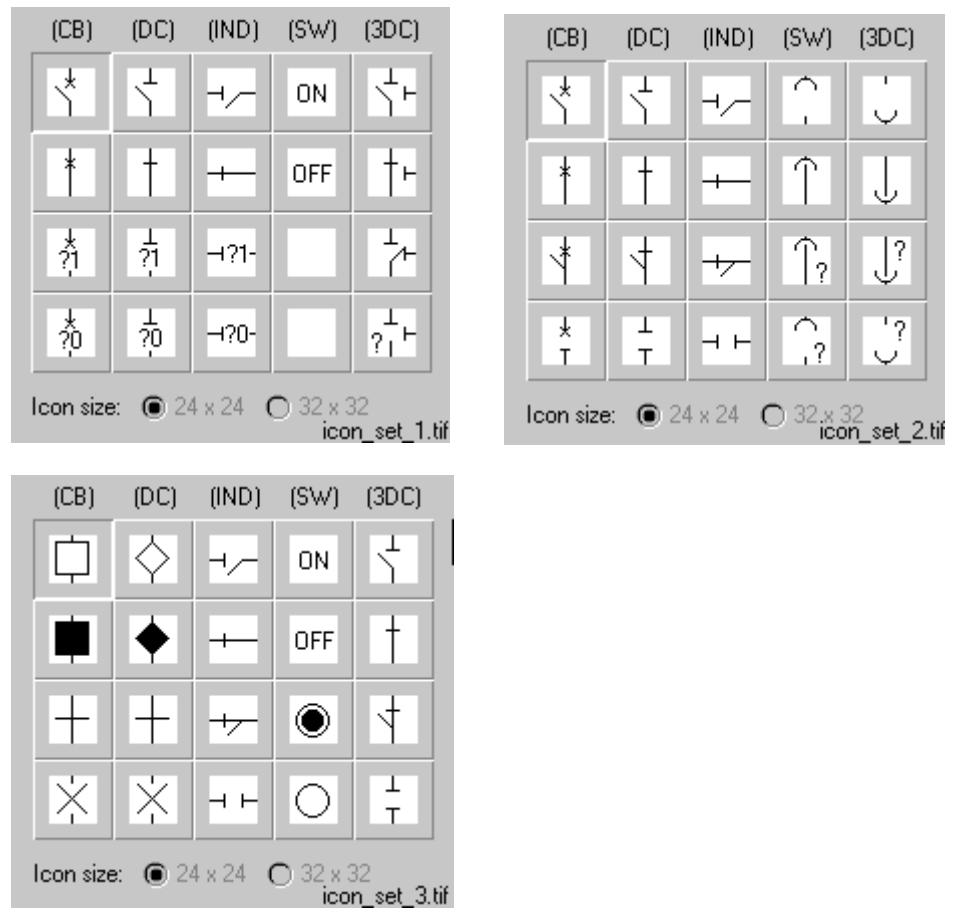 (CB) (DC) (IND) (SW) (3DC)
ON
OFF
?1 ?1 ?1
?0 ?0 ?0 ?
Icon size: 24 x 24 32 x 32
icon_set_1.tif
(CB) (DC) (IND) (SW) (3DC)
? ?
? ?
Icon size: 24 x 24 32 x 32
icon_set_2.tif
(CB) (DC) (IND) (SW) (3DC)
ON
OFF
Icon size: 24 x 24 32 x 32
icon_set_3.tif